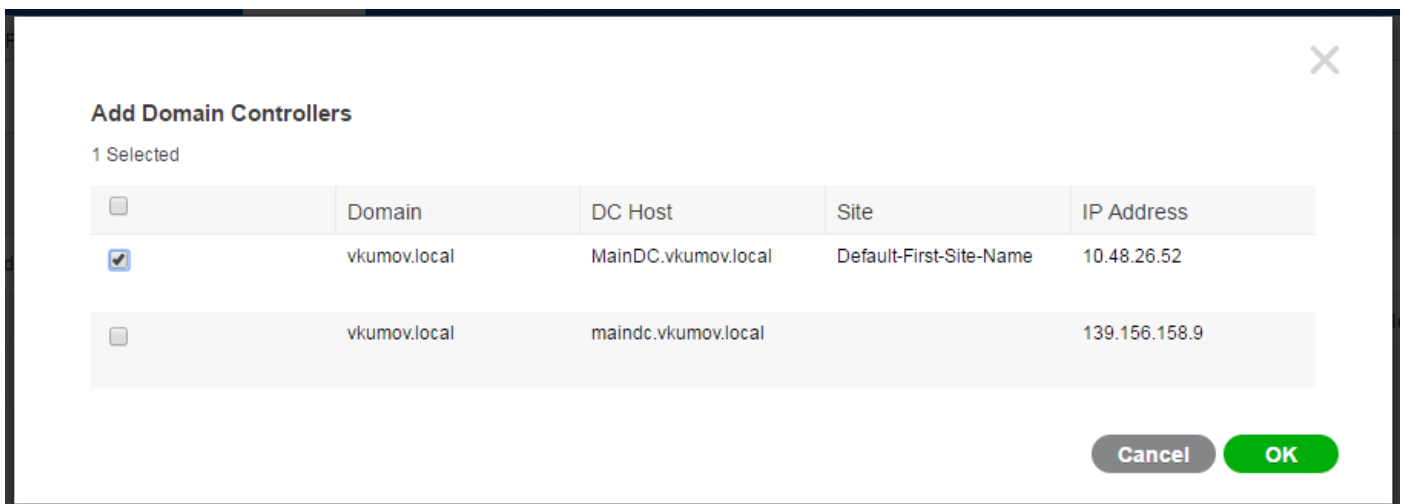 Add Domain Controllers
1 Selected
Domain DC Host Site IP Address
vkumov.local MainDC.vkumov.local Default-First-Site-Name 10.48.26.52
vkumov.local maindc.vkumov.local 139.156.158.9
Cancel OK